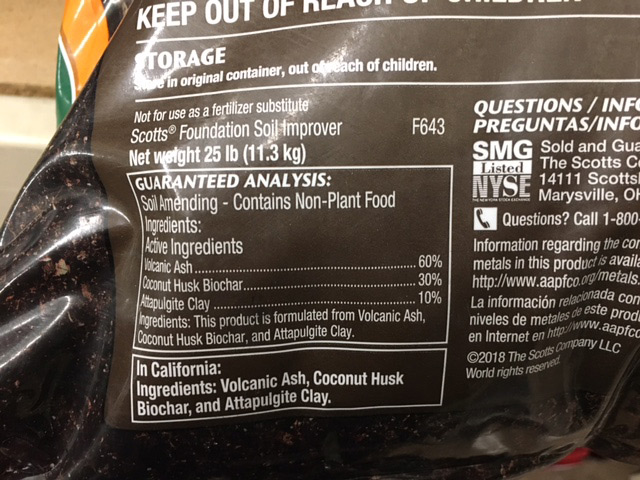 KEEP OUT OF
STORAGE
in original container, out of reach of children.
Not for use as a fertilizer substitute
Scotts® Foundation Soil Improver F643
Net weight 25 lb (11.3 kg)
GUARANTEED ANALYSIS:
Soil Amending - Contains Non-Plant Food
Ingredients:
Active Ingredients
Volcanic Ash 60%
Coconut Husk Biochar 30%
Attapulgite Clay 10%
Ingredients: This product is formulated from Volcanic Ash,
Coconut Husk Biochar, and Attapulgite Clay.
In California:
Ingredients: Volcanic Ash, Coconut Husk
Biochar, and Attapulgite Clay.
QUESTIONS / INFO
PREGUNTAS/INFO
SMG
Listed
NYSE
THE NEW YORK STOCK EXCHANGE
Sold and Gua
The Scotts Co
14111 Scotts
Marysville, OH
Questions? Call 1-800-
Information regarding the con
metals in this product is availa
http://www.aapfco.org/metals
La información relacionada con
niveles de metales de este prod
en Internet en http://www.aapfco
©2018 The Scotts Company LLC
World rights reserved.